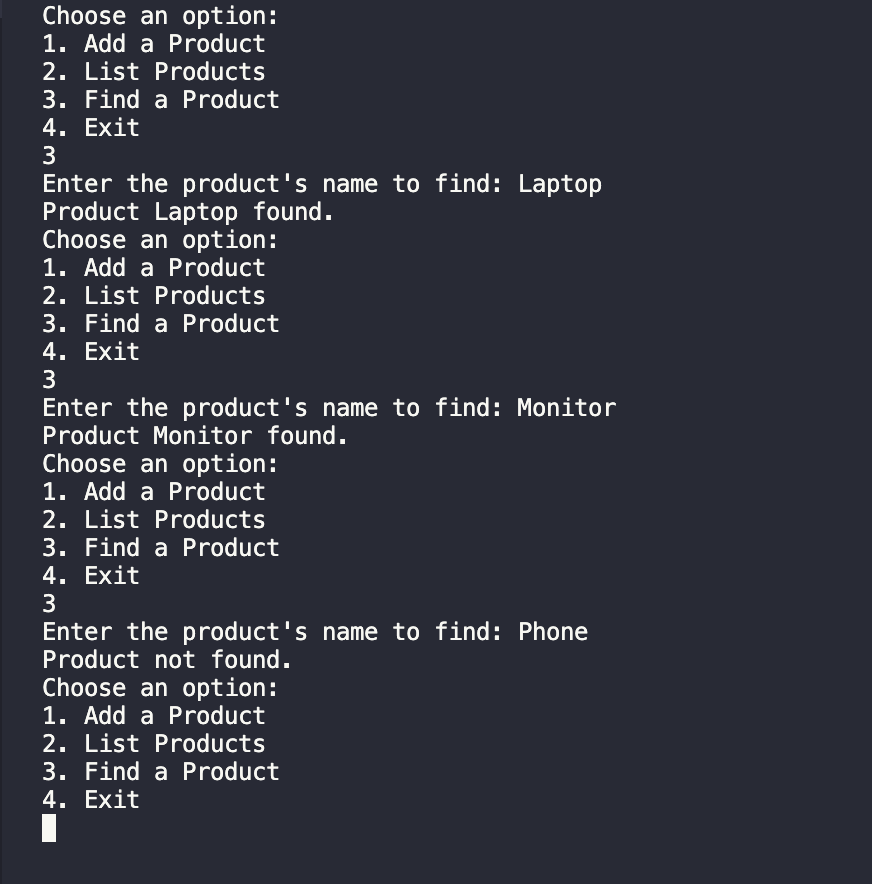 Choose an option:
1. Add a Product
2. List Products
3. Find a Product
4. Exit
3
Enter the product's name to find: Laptop
Product Laptop found.
Choose an option:
1. Add a Product
2. List Products
3. Find a Product
4. Exit
3
Enter the product's name to find: Monitor
Product Monitor found.
Choose an option:
1. Add a Product
2. List Products
3. Find a Product
4. Exit
3
Enter the product's name to find: Phone
Product not found.
Choose an option:
1. Add a Product
2. List Products
3. Find a Product
4. Exit